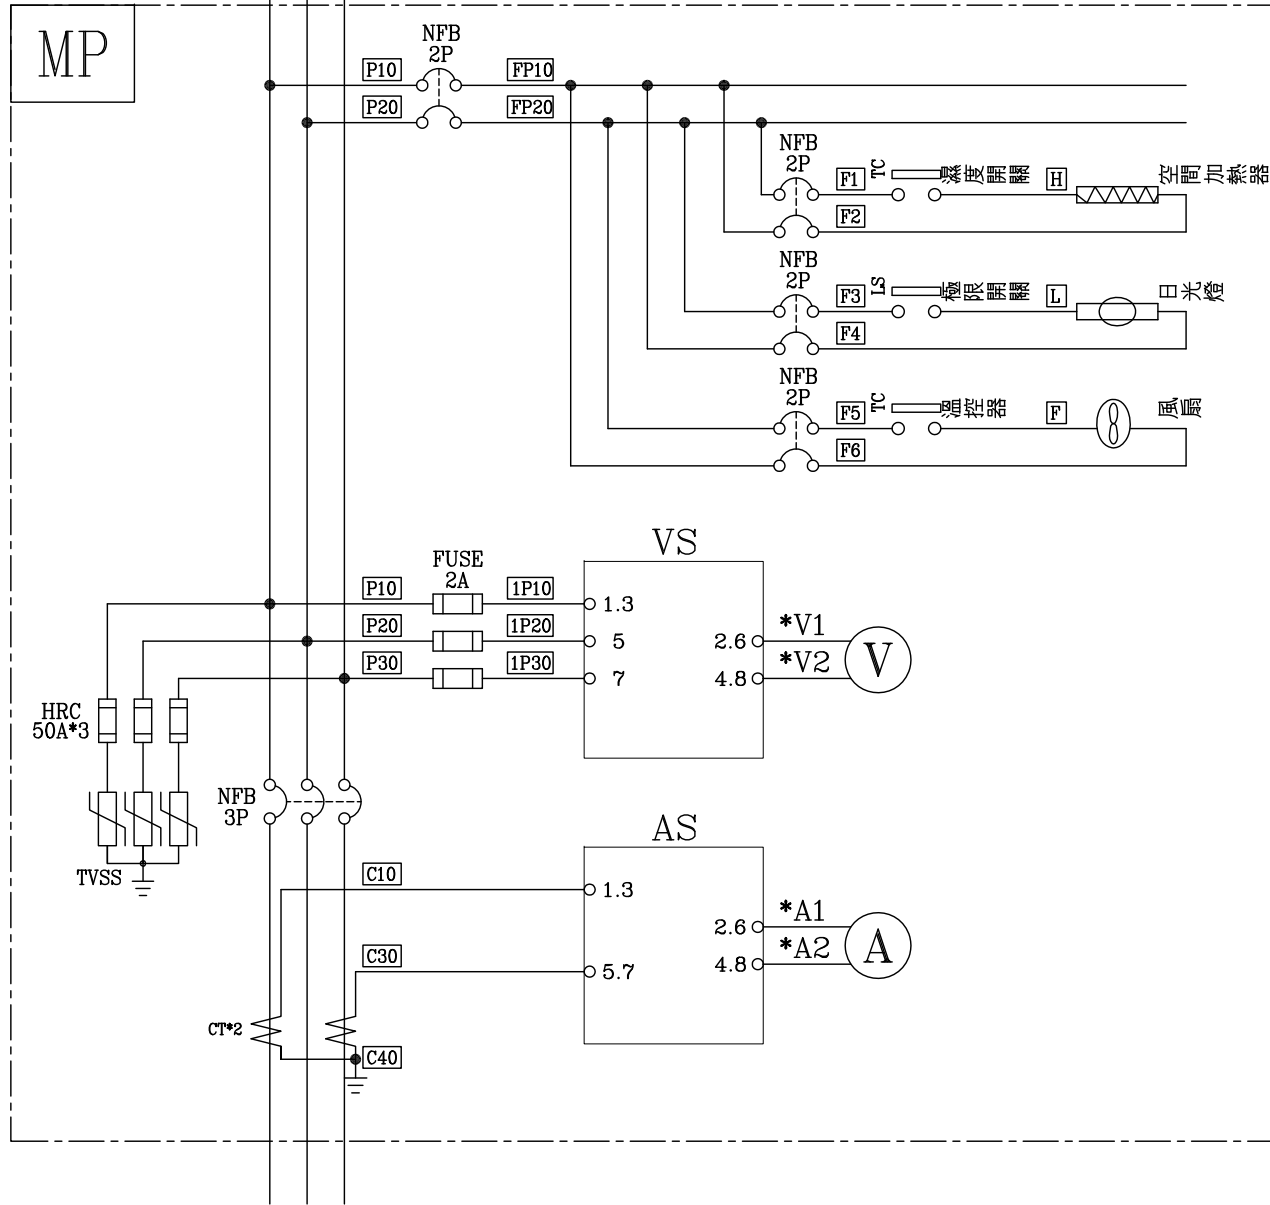 MP
NFB
2P
P10
FP10
P20
FP20
NFB
2P
F1
TC
濕度開關
H
空間加熱器
F2
NFB
2P
F3
LS
極限開關
L
日光燈
F4
NFB
2P
F5
TC
溫控器
F
風扇
F6
VS
FUSE
2A
P10
1P10
1.3
P20
1P20
5
2.6
*V1
P30
1P30
7
4.8
*V2
V
HRC
50A*3
NFB
3P
TVSS
AS
C10
1.3
2.6
*A1
C30
5.7
4.8
*A2
A
CT*2
C40